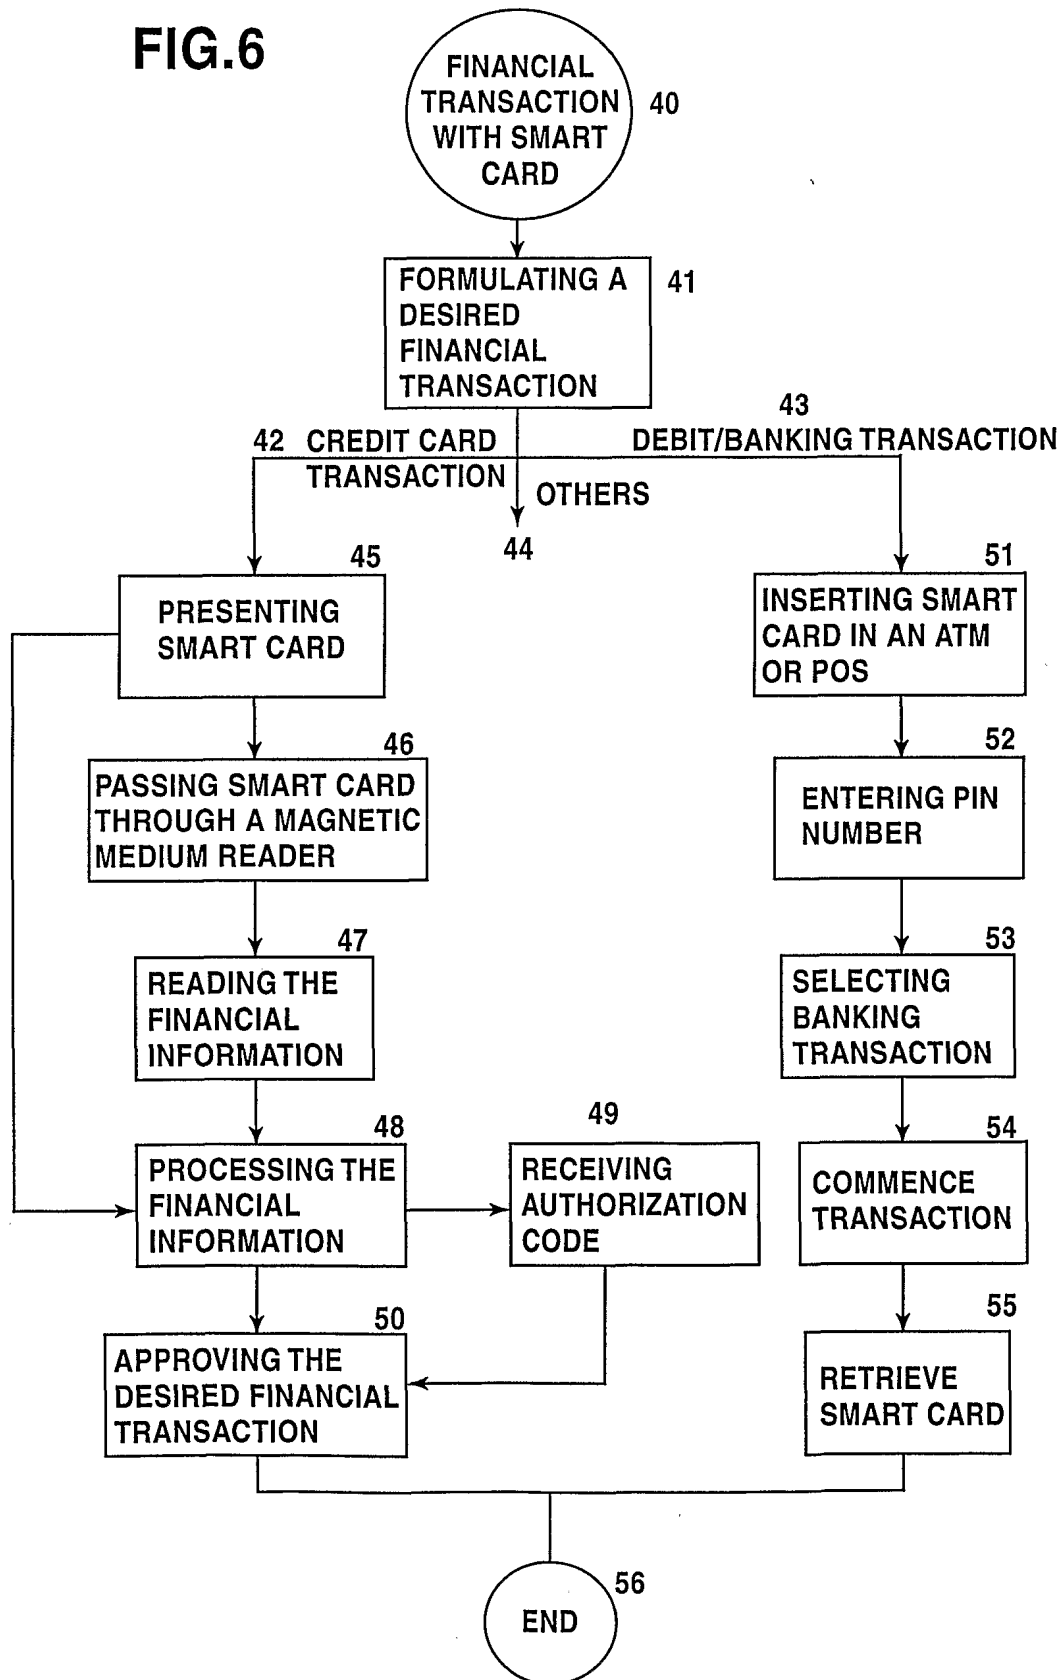 FIG.6
FINANCIAL
TRANSACTION
WITH SMART
CARD
40
FORMULATING A
DESIRED
FINANCIAL
TRANSACTION
41
42 CREDIT CARD
TRANSACTION
43
DEBIT/BANKING TRANSACTION
OTHERS
44
45
PRESENTING
SMART CARD
46
PASSING SMART CARD
THROUGH A MAGNETIC
MEDIUM READER
47
READING THE
FINANCIAL
INFORMATION
48
PROCESSING THE
FINANCIAL
INFORMATION
49
RECEIVING
AUTHORIZATION
CODE
50
APPROVING THE
DESIRED FINANCIAL
TRANSACTION
51
INSERTING SMART
CARD IN AN ATM
OR POS
52
ENTERING PIN
NUMBER
53
SELECTING
BANKING
TRANSACTION
54
COMMENCE
TRANSACTION
55
RETRIEVE
SMART CARD
56
END